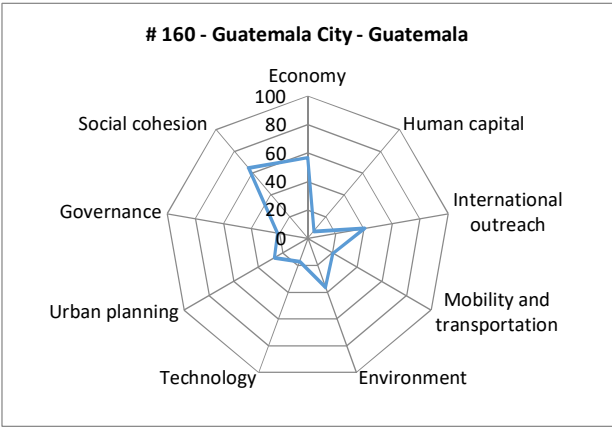 # 160 - Guatemala City - Guatemala
Economy
100
80
60
40
20
0
Human capital
International
outreach
Mobility and
transportation
Environment
Technology
Urban planning
Governance
Social cohesion